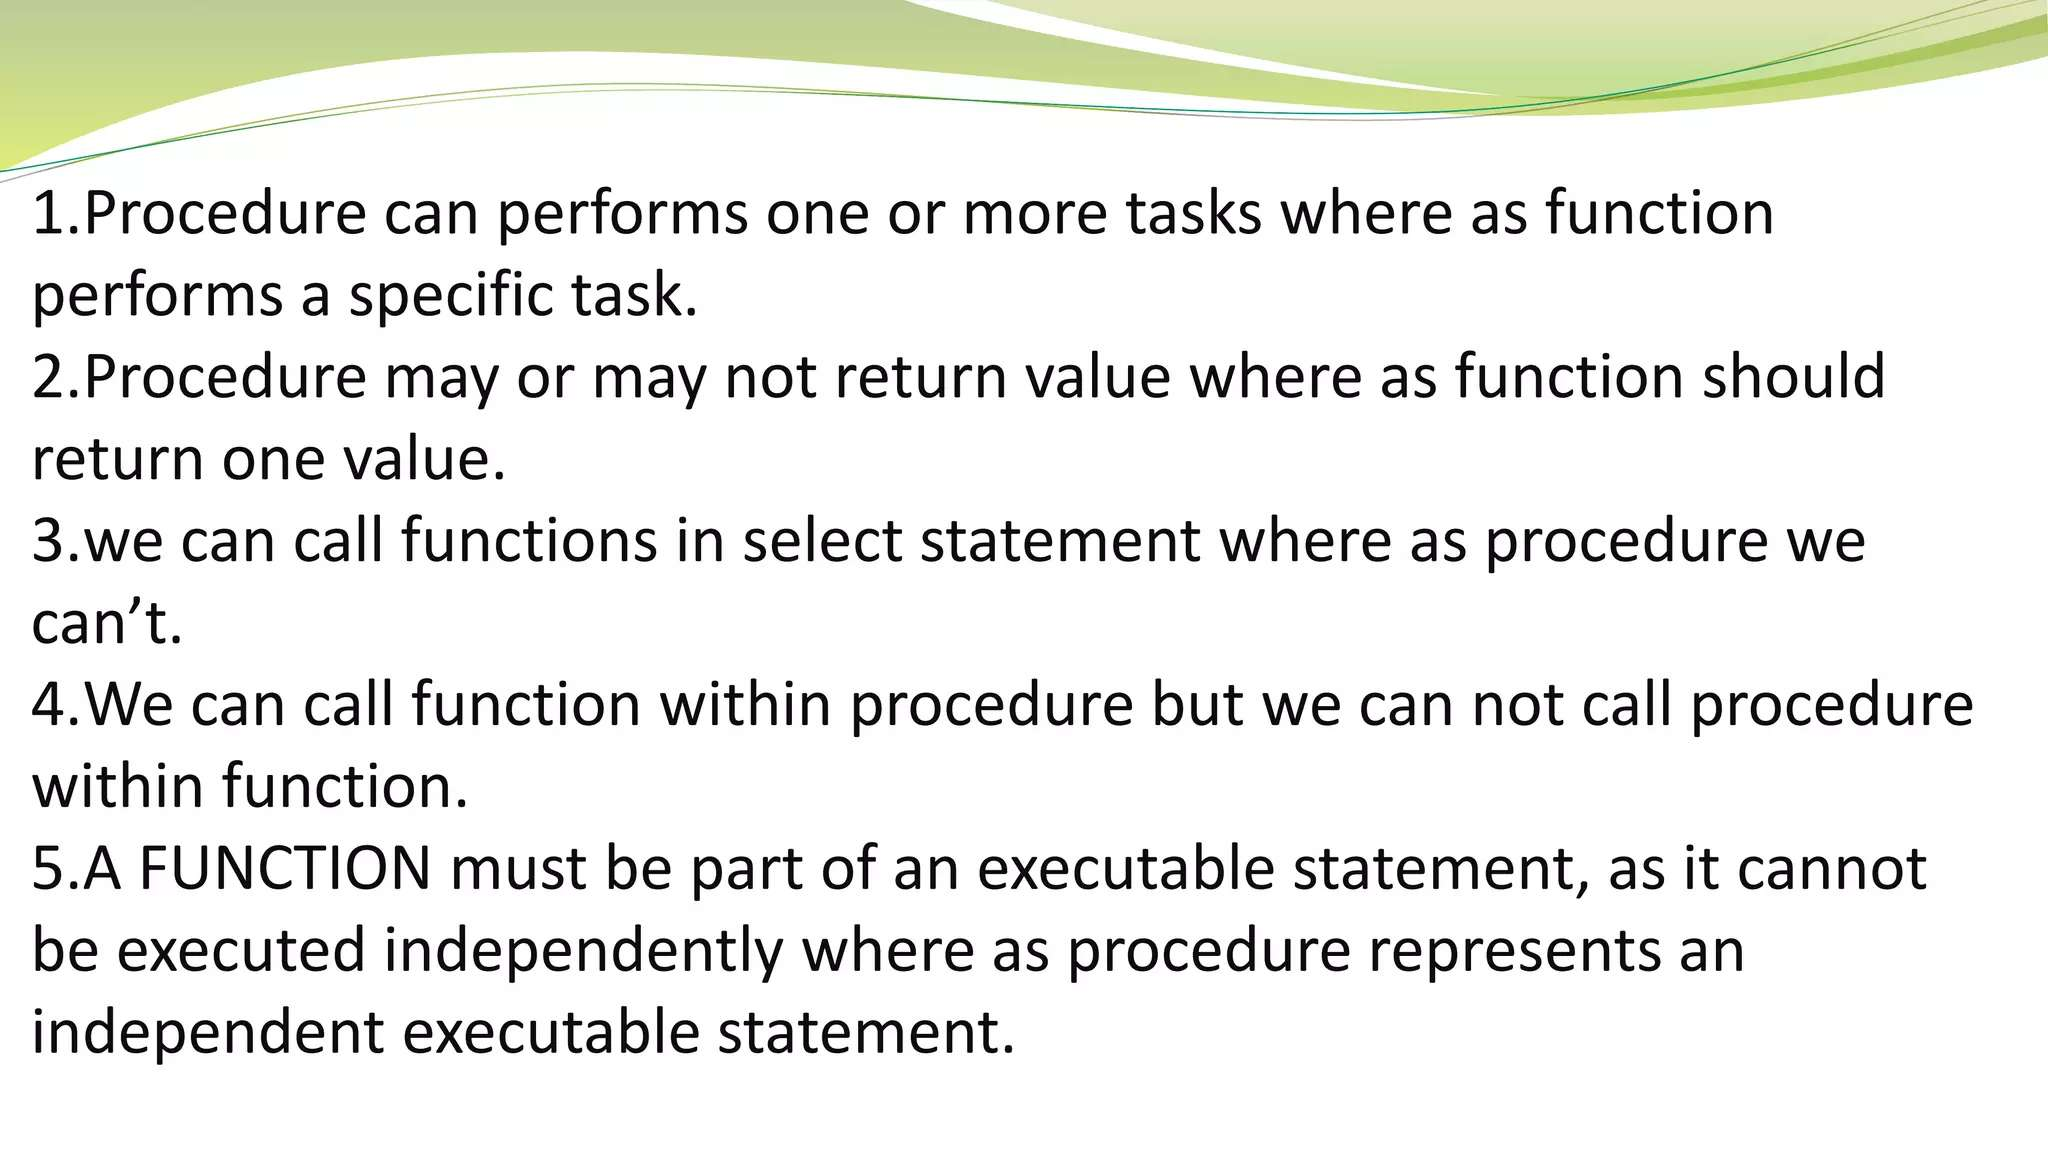 1.Procedure can performs one or more tasks where as function
performs a specific task.
2.Procedure may or may not return value where as function should
return one value.
3.we can call functions in select statement where as procedure we
can’t.
4.We can call function within procedure but we can not call procedure
within function.
5.A FUNCTION must be part of an executable statement, as it cannot
be executed independently where as procedure represents an
independent executable statement.